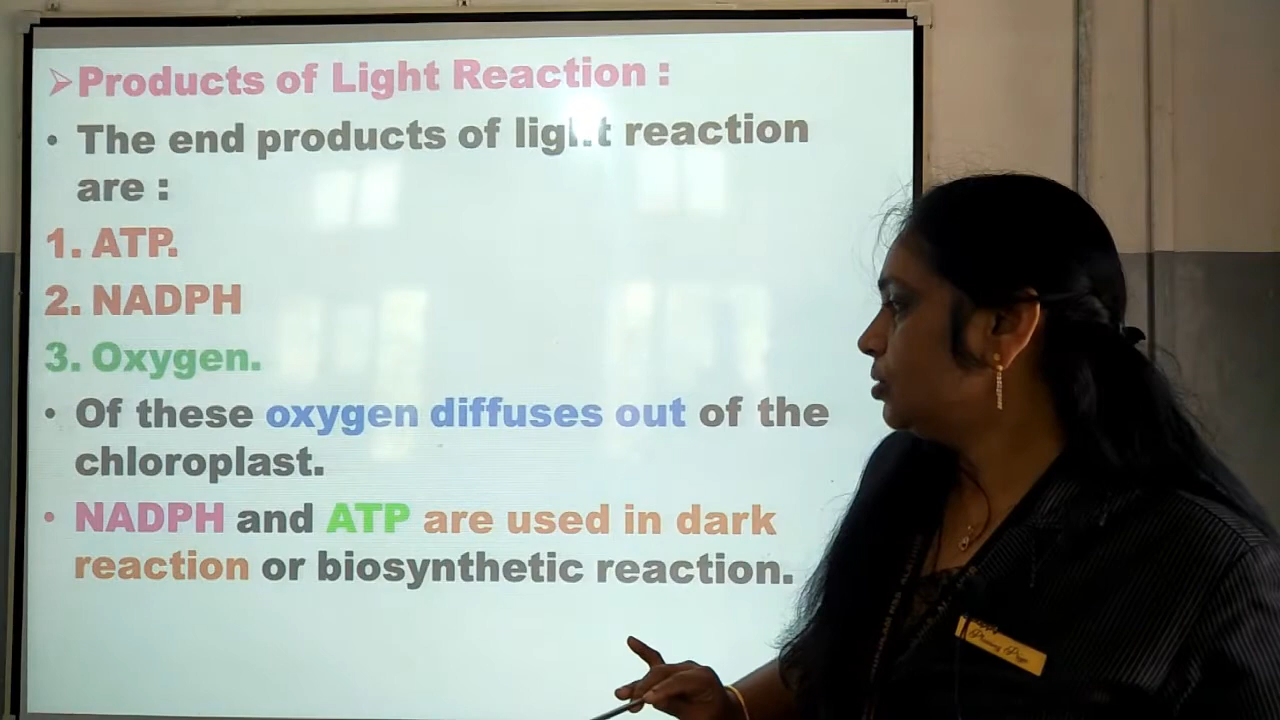 ➢Products of Light Reaction :
• The end products of light reaction
are :
1. ATP.
2. NADPH
3. Oxygen.
• Of these oxygen diffuses out of the
chloroplast.
• NADPH and ATP are used in dark
reaction or biosynthetic reaction.